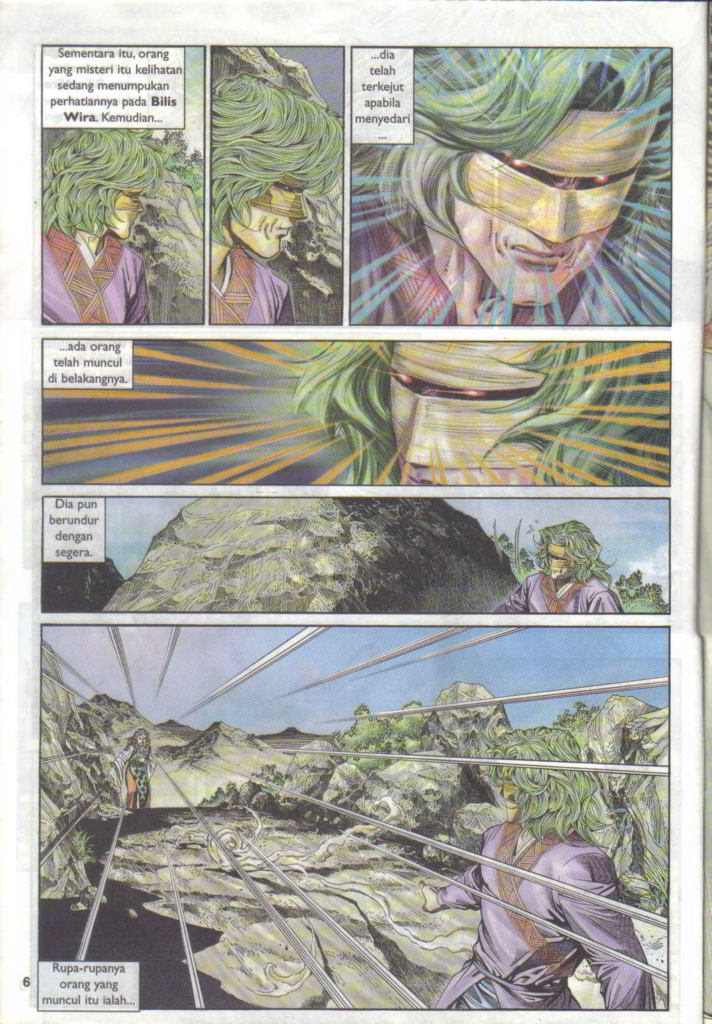 Sementara itu, orang
yang misteri itu kelihatan
sedang menumpukan
perhatiannya pada Bilis
Wira. Kemudian...
...dia
telah
terkejut
apabila
menyedari
...
...ada orang
telah muncul
di belakangnya.
Dia pun
berundur
dengan
segera.
Rupa-rupanya
orang yang
muncul itu ialah...
6